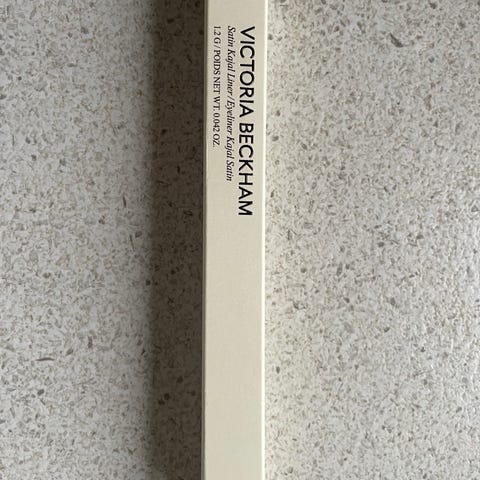 VICTORIA BECKHAM
Satin Kajal Liner / Eyeliner Kajal Satin
1.2 G / POIDS NET WT. 0.042 OZ.